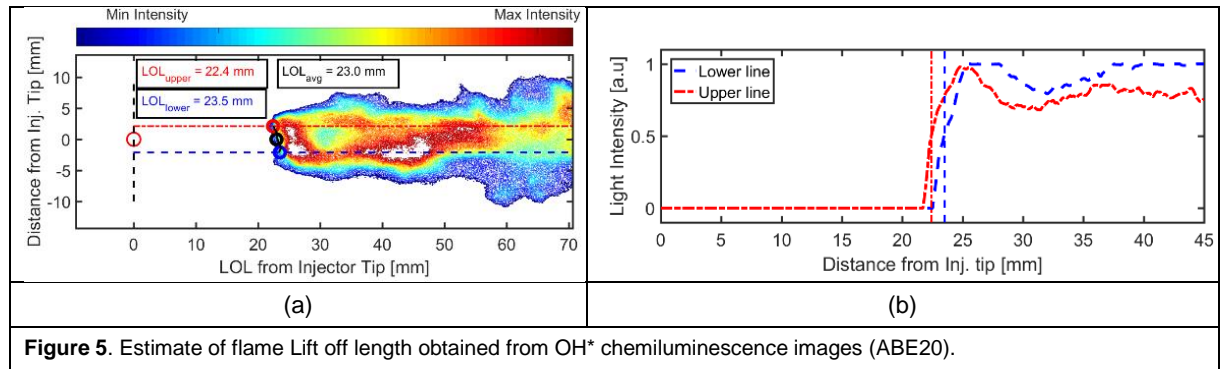 Min Intensity Max Intensity
LOL_upper = 22.4 mm LOL_avg = 23.0 mm
LOL_lower = 23.5 mm
Distance from Inj. Tip [mm]
10
5
0
-5
-10
0 10 20 30 40 50 60 70
LOL from Injector Tip [mm]
(a)
Lower line
Upper line
Light Intensity [a.u]
1
0.5
0
0 5 10 15 20 25 30 35 40 45
Distance from Inj. tip [mm]
(b)
Figure 5. Estimate of flame Lift off length obtained from OH* chemiluminescence images (ABE20).